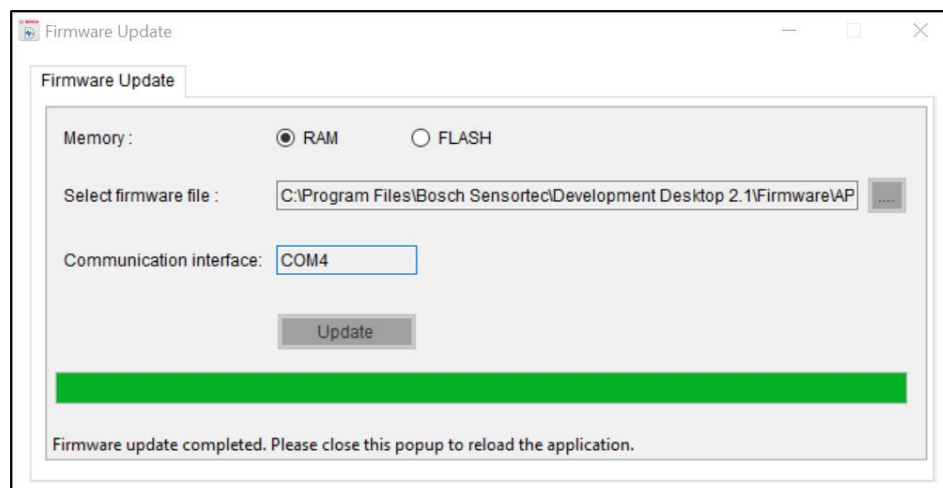 Firmware Update
Firmware Update
Memory :
RAM
FLASH
Select firmware file :
C:\Program Files\Bosch Sensortec\Development Desktop 2.1\Firmware\AP
....
Communication interface:
COM4
Update
Firmware update completed. Please close this popup to reload the application.